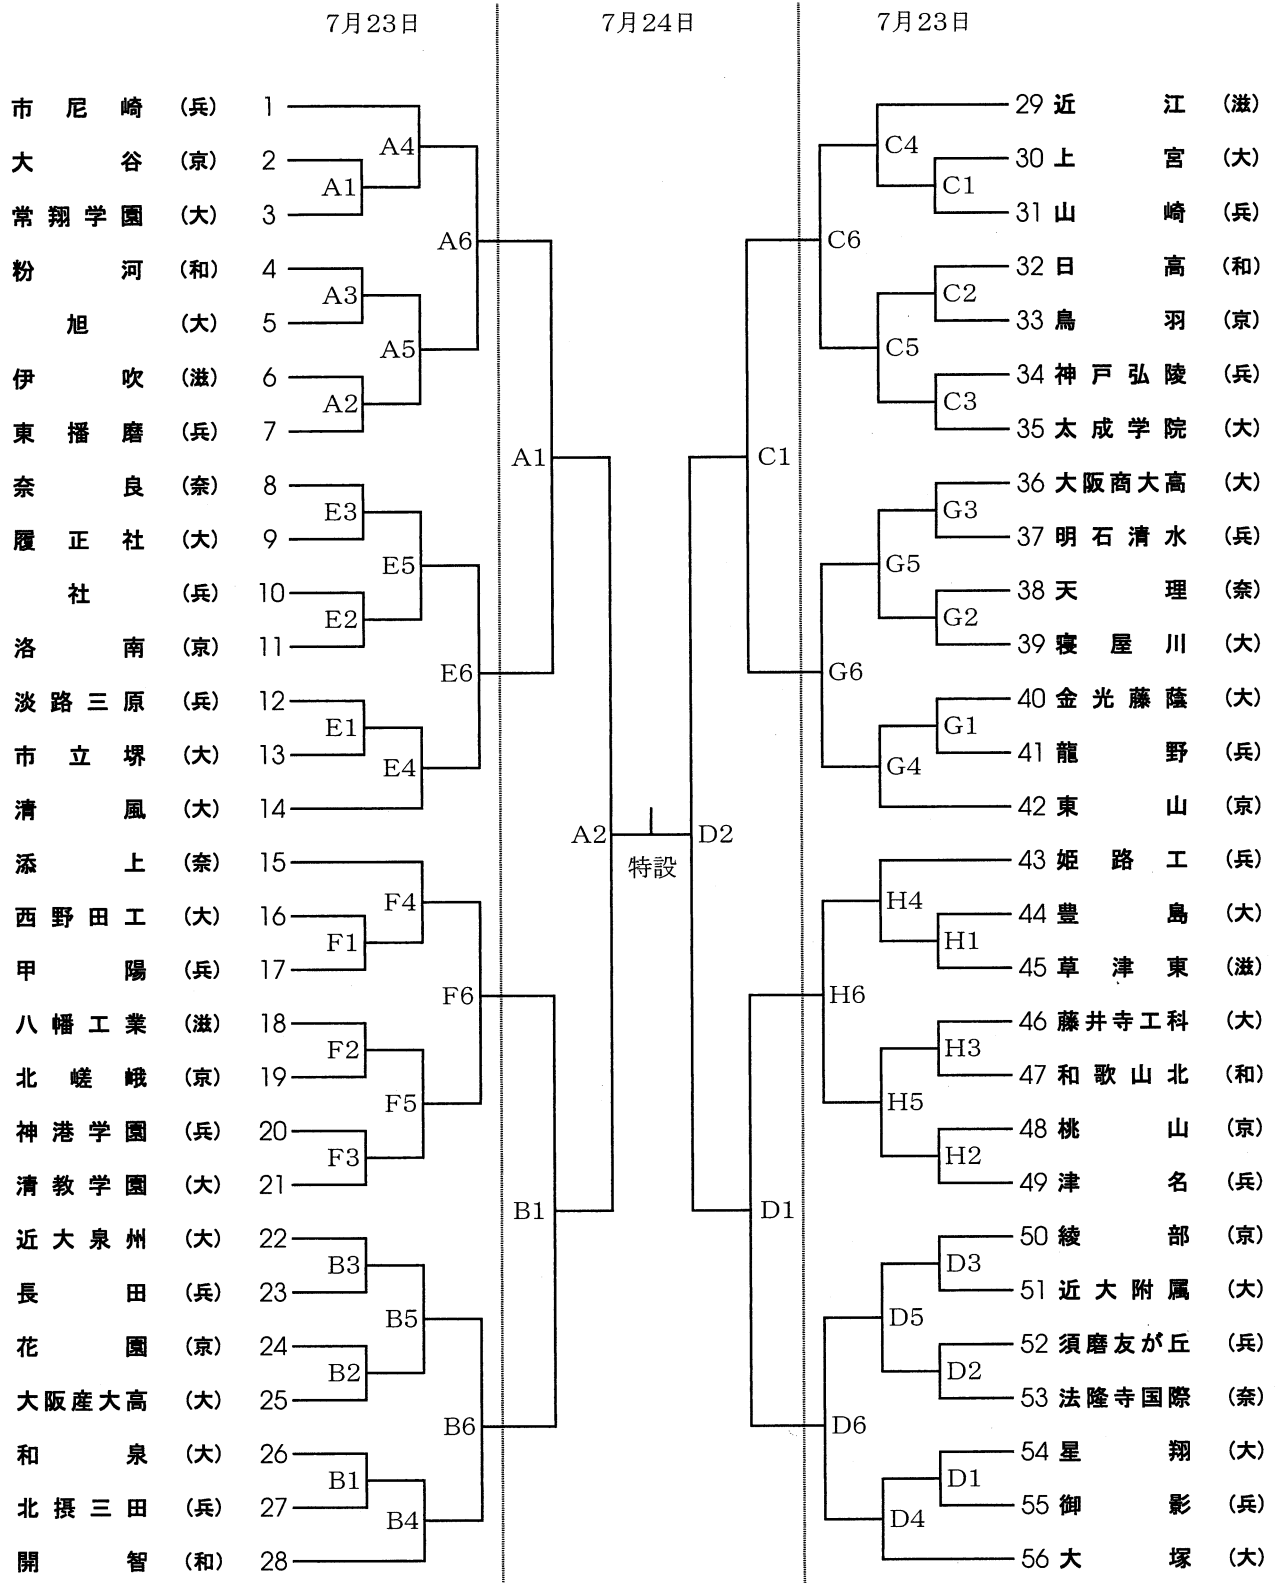 7月23日 7月24日 7月23日
市尼崎 (兵) 1
大谷 (京) 2
常翔学園 (大) 3
粉河 (和) 4
旭 (大) 5
伊吹 (滋) 6
東播磨 (兵) 7
奈良 (奈) 8
履正社 (大) 9
社 (兵) 10
洛南 (京) 11
淡路三原 (兵) 12
市立堺 (大) 13
清風 (大) 14
添上 (奈) 15
西野田工 (大) 16
甲陽 (兵) 17
八幡工業 (滋) 18
北嵯峨 (京) 19
神港学園 (兵) 20
清教学園 (大) 21
近大泉州 (大) 22
長田 (兵) 23
花園 (京) 24
大阪産大高 (大) 25
和泉 (大) 26
北摂三田 (兵) 27
開智 (和) 28
A4
A1
A6
A3
A5
A2
E3
E5
E2
E6
E1
E4
F4
F1
F6
F2
F5
F3
B3
B5
B2
B6
B1
B4
A1
B1
A2
特設
D2
C1
D1
C4
C1
C6
C2
C5
C3
G3
G5
G2
G6
G1
G4
H4
H1
H6
H3
H5
H2
D3
D5
D2
D6
D1
D4
29 近江 (滋)
30 上宮 (大)
31 山崎 (兵)
32 日高 (和)
33 鳥羽 (京)
34 神戸弘陵 (兵)
35 太成学院 (大)
36 大阪商大高 (大)
37 明石清水 (兵)
38 天理 (奈)
39 寝屋川 (大)
40 金光藤蔭 (大)
41 龍野 (兵)
42 東山 (京)
43 姫路工 (兵)
44 豊島 (大)
45 草津東 (滋)
46 藤井寺工科 (大)
47 和歌山北 (和)
48 桃山 (京)
49 津名 (兵)
50 綾部 (京)
51 近大附属 (大)
52 須磨友が丘 (兵)
53 法隆寺国際 (奈)
54 星翔 (大)
55 御影 (兵)
56 大塚 (大)